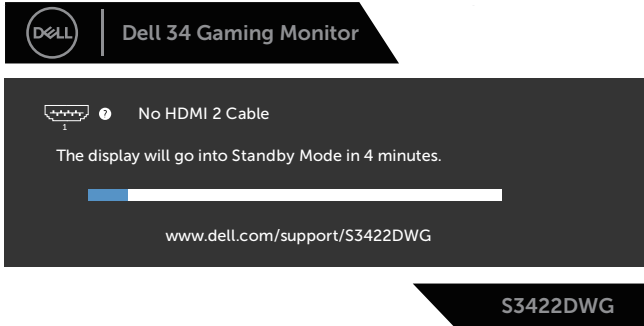 DELL
Dell 34 Gaming Monitor
? No HDMI 2 Cable
1
The display will go into Standby Mode in 4 minutes.
www.dell.com/support/S3422DWG
S3422DWG